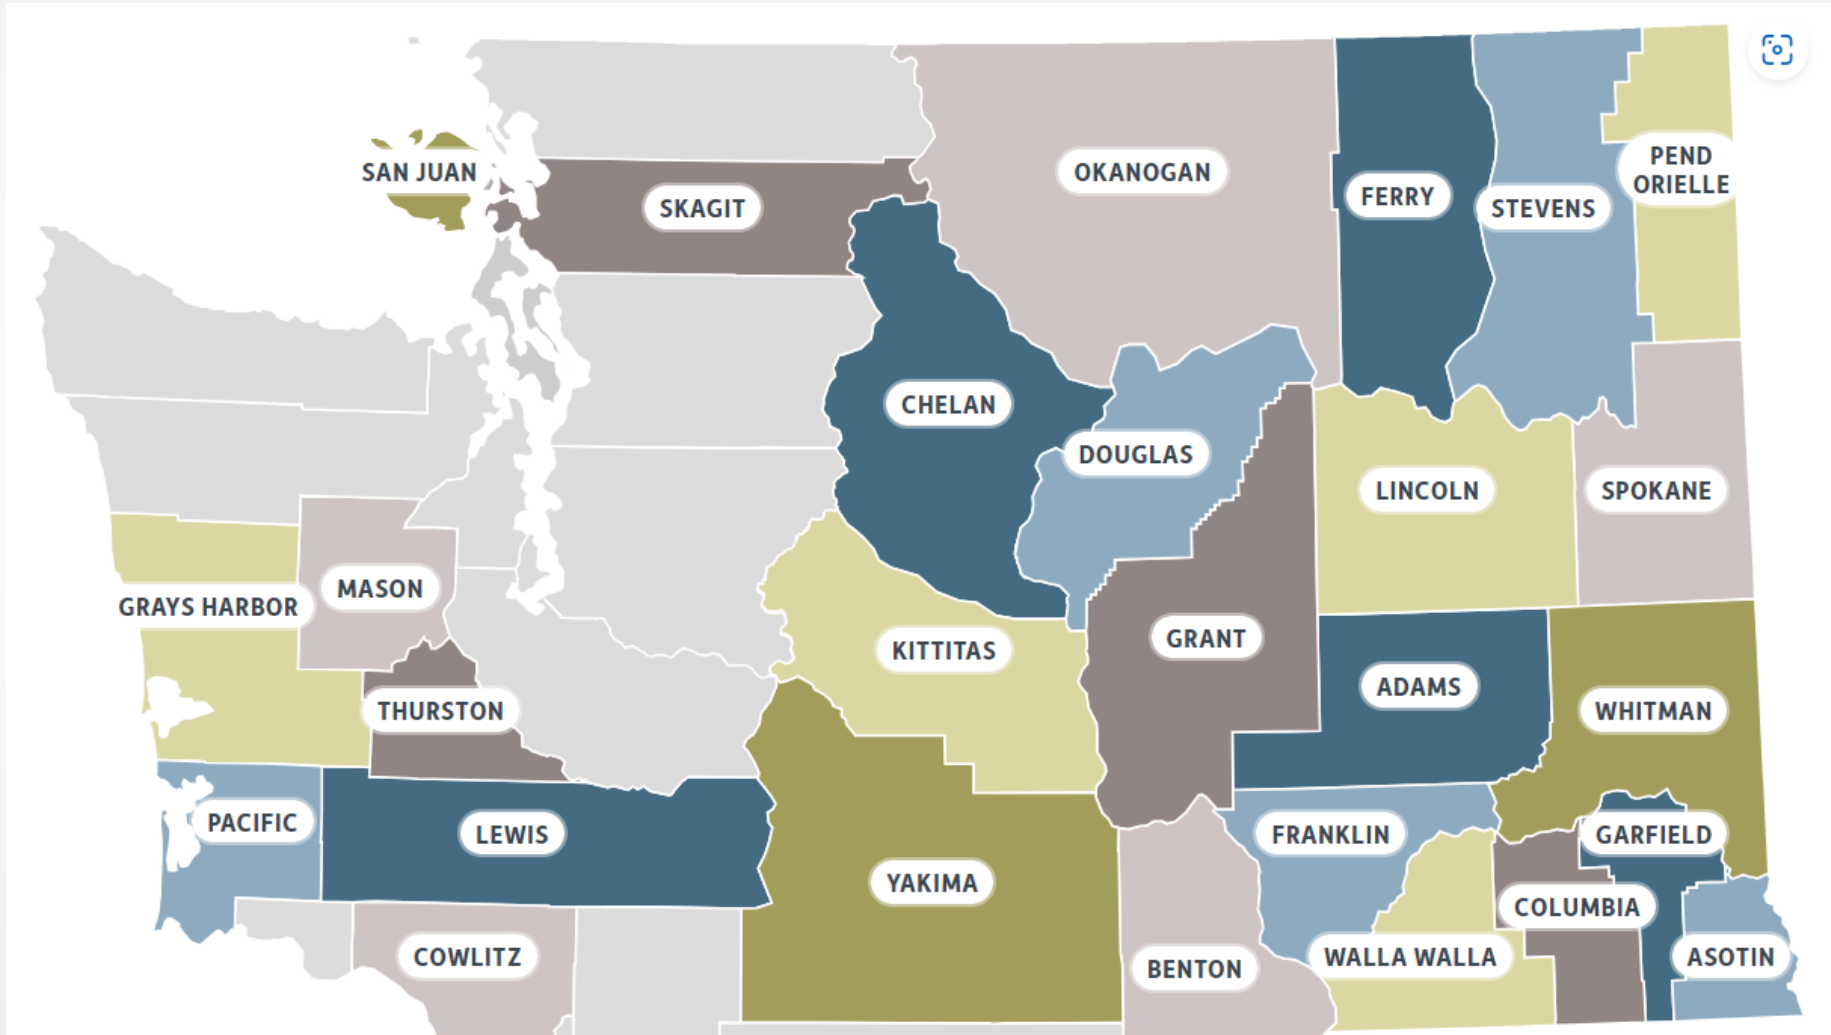 SAN JUAN
SKAGIT
OKANOGAN
FERRY
STEVENS
PEND
ORIELLE
CHELAN
DOUGLAS
LINCOLN
SPOKANE
MASON
GRAYS HARBOR
KITTITAS
GRANT
ADAMS
WHITMAN
THURSTON
PACIFIC
LEWIS
YAKIMA
FRANKLIN
GARFIELD
COLUMBIA
COWLITZ
BENTON
WALLA WALLA
ASOTIN